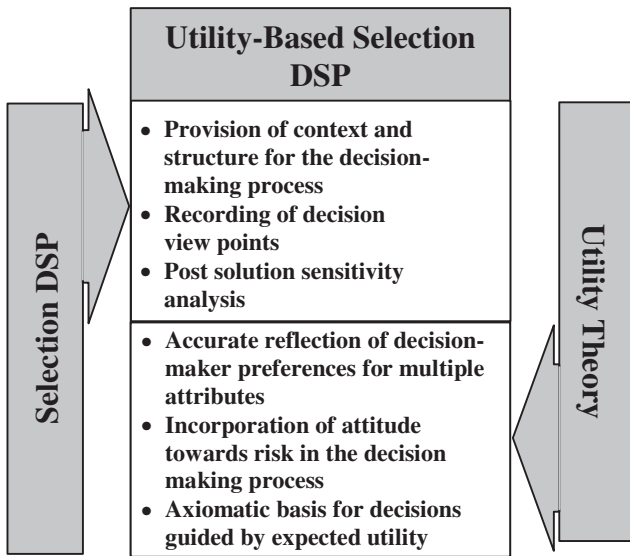 Utility-Based Selection
DSP
Selection DSP
• Provision of context and
structure for the decision-
making process
• Recording of decision
view points
• Post solution sensitivity
analysis
• Accurate reflection of decision-
maker preferences for multiple
attributes
• Incorporation of attitude
towards risk in the decision
making process
• Axiomatic basis for decisions
guided by expected utility
Utility Theory